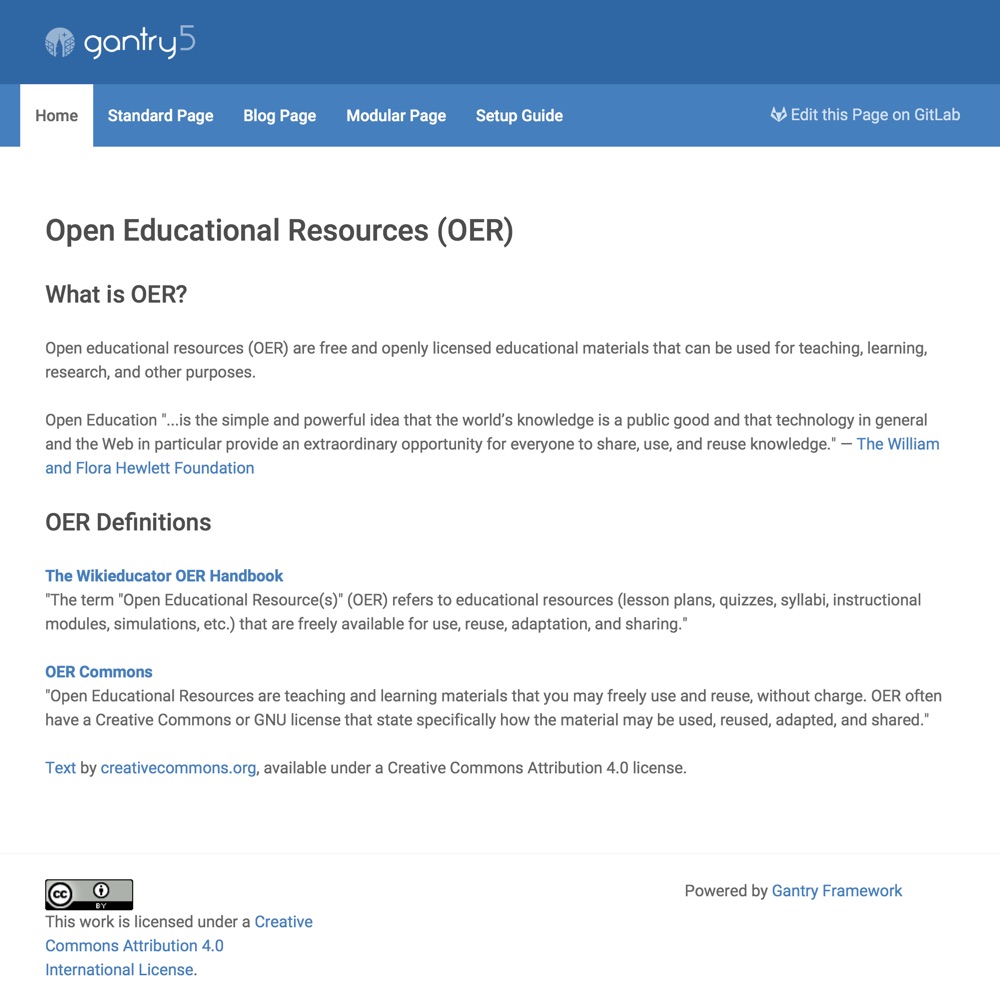 gantry5
Home Standard Page Blog Page Modular Page Setup Guide Edit this Page on GitLab
Open Educational Resources (OER)
What is OER?
Open educational resources (OER) are free and openly licensed educational materials that can be used for teaching, learning,
research, and other purposes.
Open Education "...is the simple and powerful idea that the world’s knowledge is a public good and that technology in general
and the Web in particular provide an extraordinary opportunity for everyone to share, use, and reuse knowledge." — The William
and Flora Hewlett Foundation
OER Definitions
The Wikieducator OER Handbook
"The term "Open Educational Resource(s)" (OER) refers to educational resources (lesson plans, quizzes, syllabi, instructional
modules, simulations, etc.) that are freely available for use, reuse, adaptation, and sharing."
OER Commons
"Open Educational Resources are teaching and learning materials that you may freely use and reuse, without charge. OER often
have a Creative Commons or GNU license that state specifically how the material may be used, reused, adapted, and shared."
Text by creativecommons.org, available under a Creative Commons Attribution 4.0 license.
cc BY
Powered by Gantry Framework
This work is licensed under a Creative
Commons Attribution 4.0
International License.